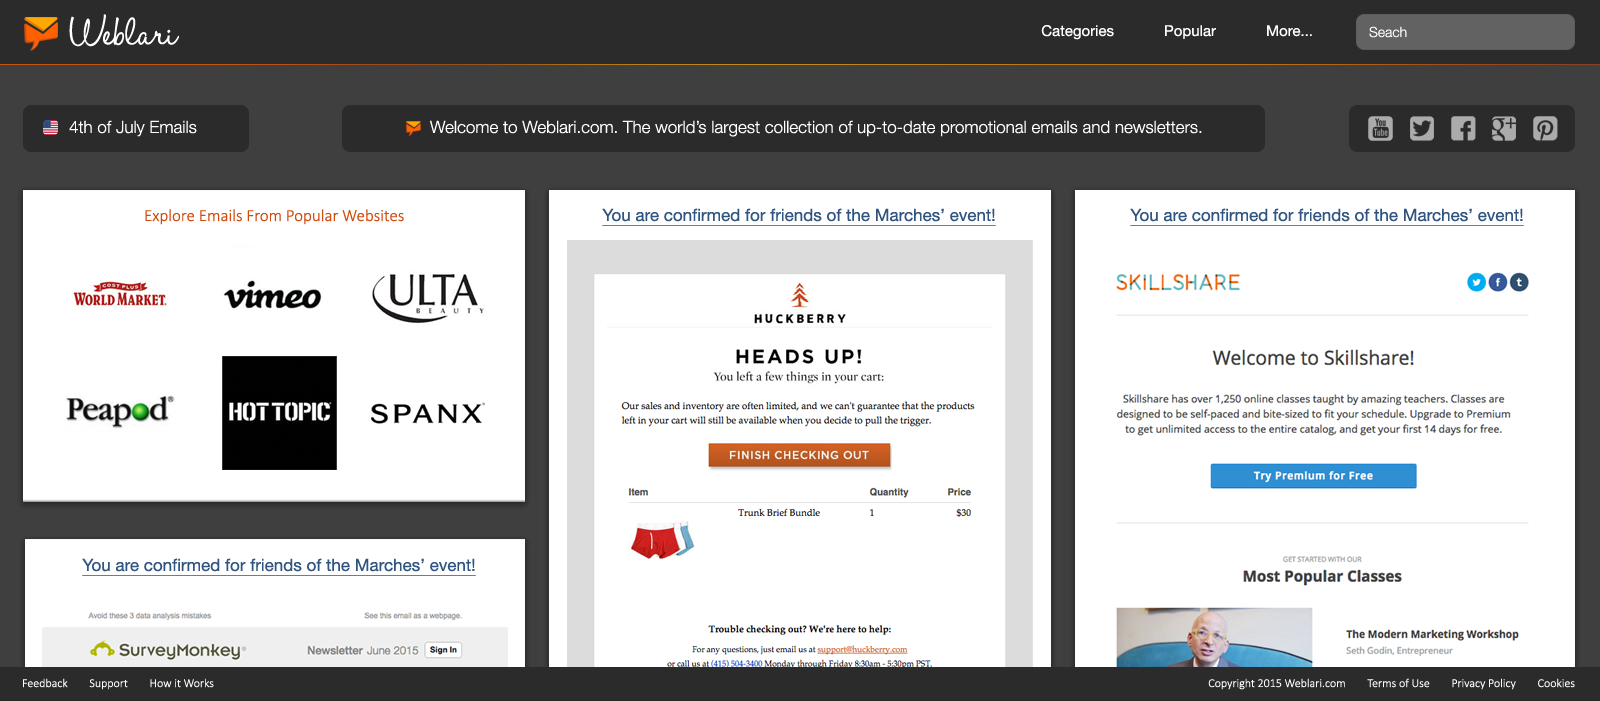 Weblari
Categories
Popular
More...
Seach
4th of July Emails
Welcome to Weblari.com. The world's largest collection of up-to-date promotional emails and newsletters.
You Tube
Explore Emails From Popular Websites
COST PLUS
WORLD MARKET.
vimeo
ULTA
BEAUTY
Peapod®
HOT TOPIC
SPANX
You are confirmed for friends of the Marches' event!
Avoid these 3 data analysis mistakes
See this email as a webpage.
SurveyMonkey®
Newsletter June 2015
Sign In
You are confirmed for friends of the Marches' event!
HUCKBERRY
HEADS UP!
You left a few things in your cart:
Our sales and inventory are often limited, and we can't guarantee that the products
left in your cart will still be available when you decide to pull the trigger.
FINISH CHECKING OUT
Item Quantity Price
Trunk Brief Bundle 1 $30
Trouble checking out? We're here to help:
For any questions, just email us at support@huckberry.com
or call us at (415) 504-3400 Monday through Friday 8:30am - 5:30pm PST.
You are confirmed for friends of the Marches' event!
SKILLSHARE
Welcome to Skillshare!
Skillshare has over 1,250 online classes taught by amazing teachers. Classes are
designed to be self-paced and bite-sized to fit your schedule. Upgrade to Premium
to get unlimited access to the entire catalog, and get your first 14 days for free.
Try Premium for Free
GET STARTED WITH OUR
Most Popular Classes
The Modern Marketing Workshop
Seth Godin, Entrepreneur
Feedback
Support
How it Works
Copyright 2015 Weblari.com
Terms of Use
Privacy Policy
Cookies